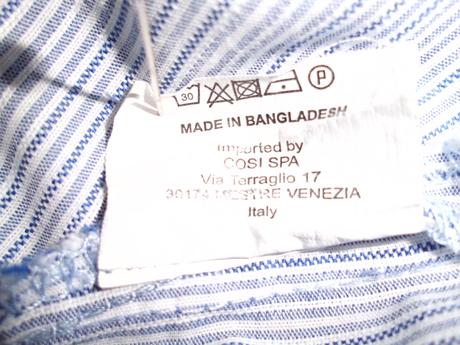 30 P
MADE IN BANGLADESH
Imported by
COSI SPA
Via Terraglio 17
30174 MESTRE VENEZIA
Italy